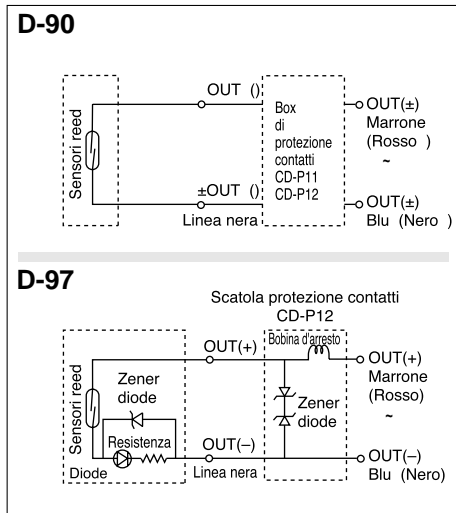 D-90
Sensori reed
OUT ()
±OUT ()
Linea nera
Box
di
protezione
contatti
CD-P11
CD-P12
OUT(±)
Marrone
(Rosso )
~
OUT(±)
Blu (Nero )
D-97
Scatola protezione contatti
CD-P12
Sensori reed
Zener
diode
Resistenza
Diode
OUT(+)
OUT(–)
Linea nera
Bobina d'arresto
Zener
diode
OUT(+)
Marrone
(Rosso)
~
OUT(–)
Blu (Nero)